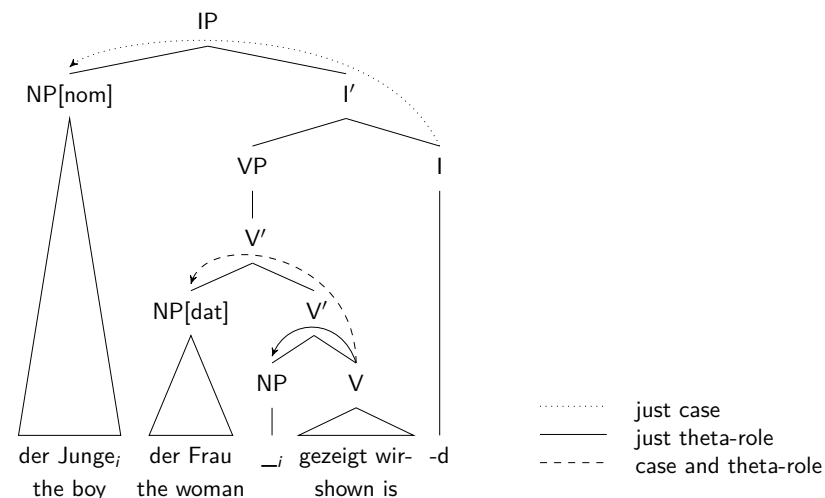 IP
NP[nom] I′
VP I
V′
NP[dat] V′
NP V
der Junge_i der Frau __i gezeigt wir- -d
the boy the woman shown is
just case
just theta-role
case and theta-role